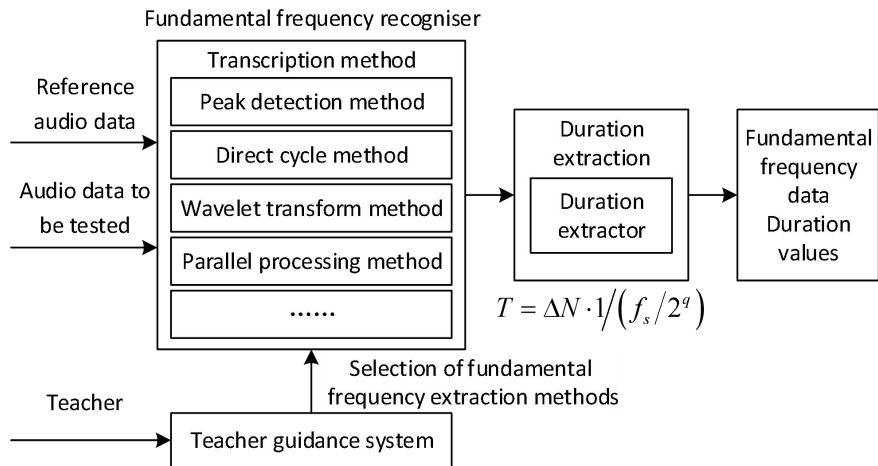 Fundamental frequency recogniser
Transcription method
Peak detection method
Direct cycle method
Wavelet transform method
Parallel processing method
......
Reference
audio data
Audio data to
be tested
Duration
extraction
Duration
extractor
T = ΔN · 1/(f_s/2^q)
Fundamental
frequency
data
Duration
values
Selection of fundamental
frequency extraction methods
Teacher
Teacher guidance system